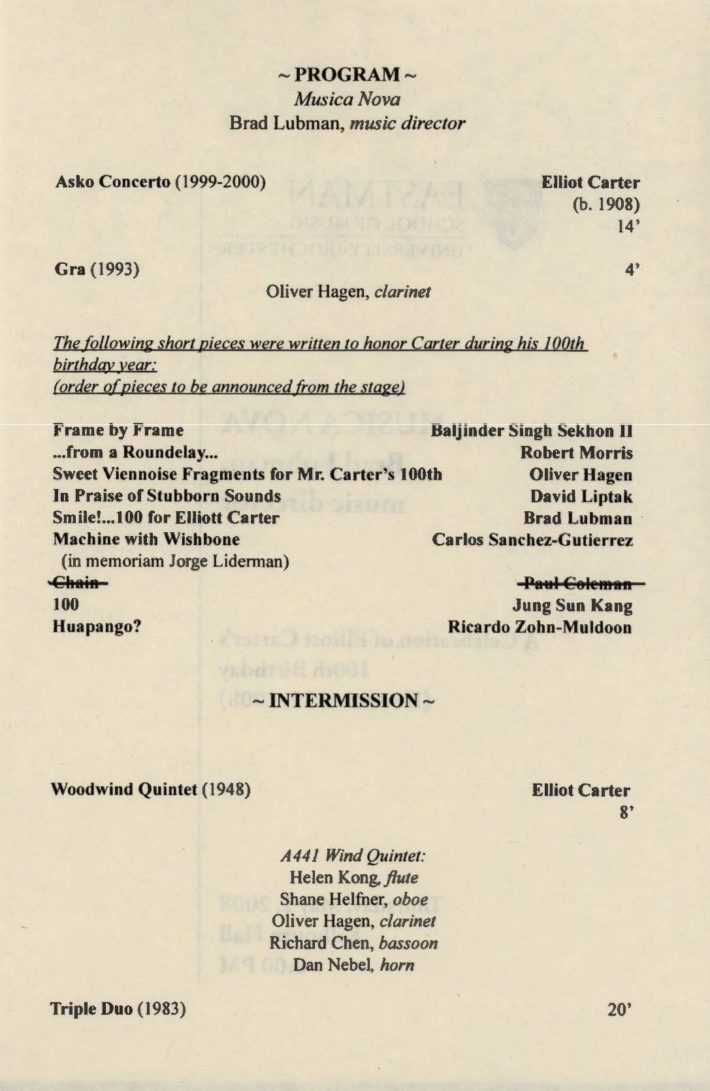 ~ PROGRAM ~
Musica Nova
Brad Lubman, music director
Asko Concerto (1999-2000) Elliot Carter
(b. 1908)
14'
Gra (1993) 4'
Oliver Hagen, clarinet
The following short pieces were written to honor Carter during his 100th
birthday year:
(order of pieces to be announced from the stage)
Frame by Frame Baljinder Singh Sekhon II
...from a Roundelay... Robert Morris
Sweet Viennoise Fragments for Mr. Carter's 100th Oliver Hagen
In Praise of Stubborn Sounds David Liptak
Smile!...100 for Elliott Carter Brad Lubman
Machine with Wishbone Carlos Sanchez-Gutierrez
(in memoriam Jorge Liderman)
Chain Paul Coleman
100 Jung Sun Kang
Huapango? Ricardo Zohn-Muldoon
~ INTERMISSION ~
Woodwind Quintet (1948) Elliot Carter
8'
A441 Wind Quintet:
Helen Kong, flute
Shane Helfner, oboe
Oliver Hagen, clarinet
Richard Chen, bassoon
Dan Nebel, horn
Triple Duo (1983) 20'